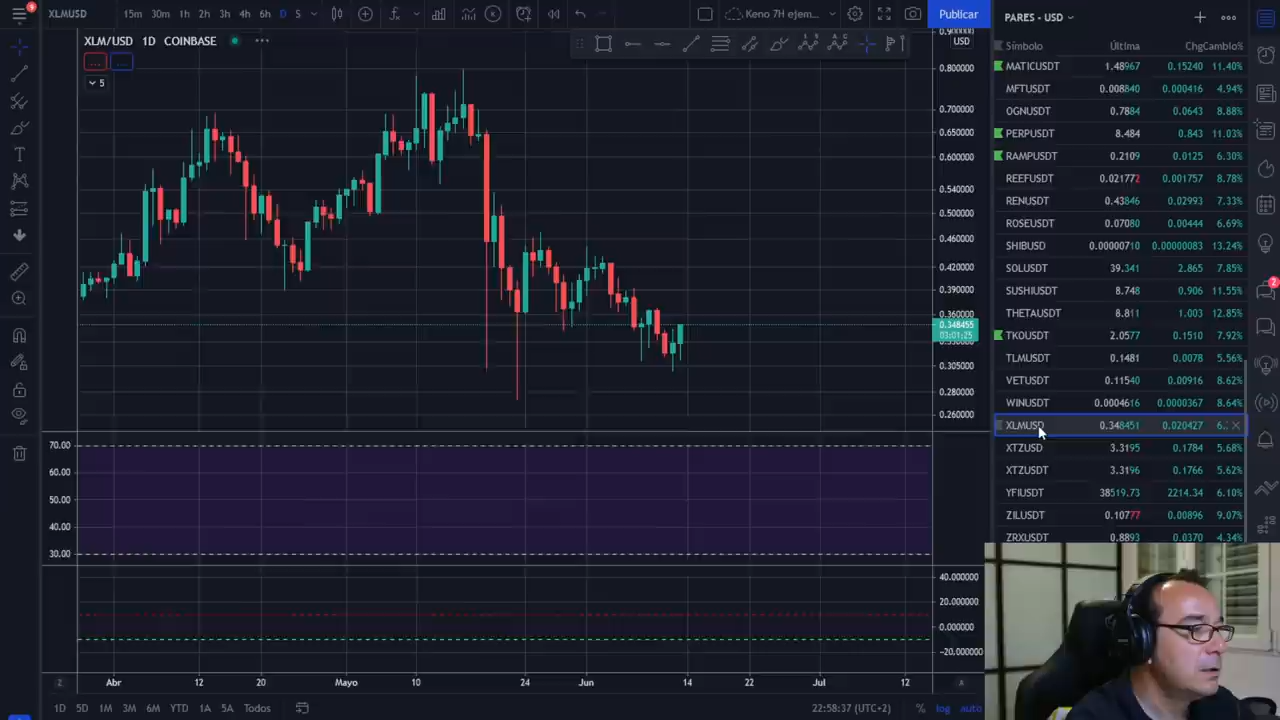 9
XLMUSD
15m 30m 1h 2h 3h 4h 6h D S
Keno 7H ejem*
Publicar
XLM/USD 1D COINBASE
...
...
5
USD
0.800000
0.700000
0.650000
0.600000
0.540000
0.500000
0.460000
0.420000
0.390000
0.360000
0.348455
03:01:25
0.305000
0.280000
0.260000
70.00
60.00
50.00
40.00
30.00
40.000000
20.000000
0.000000
-20.000000
Abr 12 20 Mayo 10 24 Jun 14 22 Jul 12
Z
A
1D 5D 1M 3M 6M YTD 1A 5A Todos
22:58:37 (UTC+2)
% log auto
PARES - USD
Símbolo Última Chg Cambio%
MATICUSDT 1.48967 0.15240 11.40%
MFTUSDT 0.008840 0.000416 4.94%
OGNUSDT 0.7884 0.0643 8.88%
PERPUSDT 8.484 0.843 11.03%
RAMPUSDT 0.2109 0.0125 6.30%
REEFUSDT 0.021772 0.001757 8.78%
RENUSDT 0.43846 0.02993 7.33%
ROSEUSDT 0.07080 0.00444 6.69%
SHIBUSD 0.00000710 0.00000083 13.24%
SOLUSDT 39.341 2.865 7.85%
SUSHIUSDT 8.748 0.906 11.55%
THETAUSDT 8.811 1.003 12.85%
TKOUSDT 2.0577 0.1510 7.92%
TLMUSDT 0.1481 0.0078 5.56%
VETUSDT 0.11540 0.00916 8.62%
WINUSDT 0.0004616 0.0000367 8.64%
XLMUSD 0.348451 0.020427 6.
XTZUSD 3.3195 0.1784 5.68%
XTZUSDT 3.3196 0.1766 5.62%
YFIUSDT 38519.73 2214.34 6.10%
ZILUSDT 0.10777 0.00896 9.07%
ZRXUSDT 0.8893 0.0370 4.34%
2